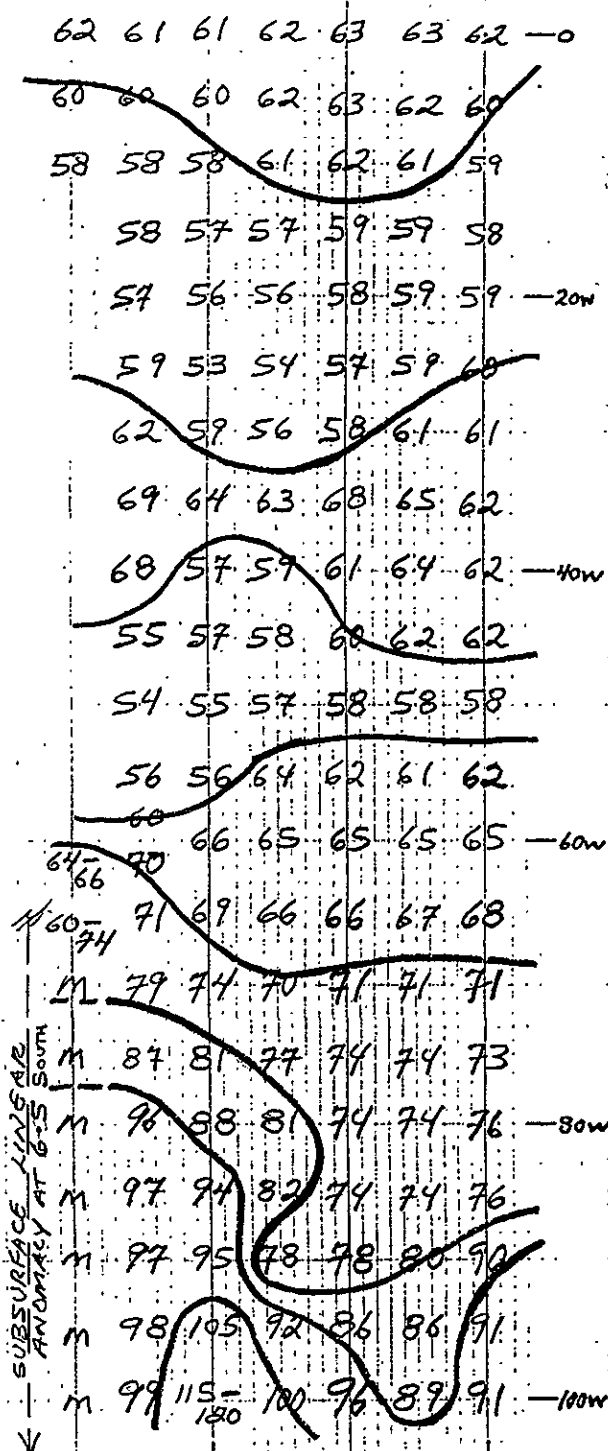 62 61 61 62 63 63 62 —0
60 60 60 62 63 62 60
58 58 58 61 62 61 59
58 57 57 59 59 58
57 56 56 58 59 59 —20W
59 53 54 57 59 60
62 59 56 58 61 61
69 64 63 68 65 62
68 57 59 61 64 62 —40W
55 57 58 60 62 62
54 55 57 58 58 58
56 56 64 62 61 62
60
66 65 65 65 65 —60W
64-66 70
60-74 71 69 66 66 67 68
M 79 74 70 71 71 71
M 87 81 77 74 74 73
M 96 88 81 74 74 76 —80W
M 97 94 82 74 74 76
M 97 95 78 78 80 90
M 98 105 92 86 86 91
M 99 115-180 100 96 89 91 —100W
SUBSURFACE LINEAR
ANOMALY AT 6+5 SOUTH